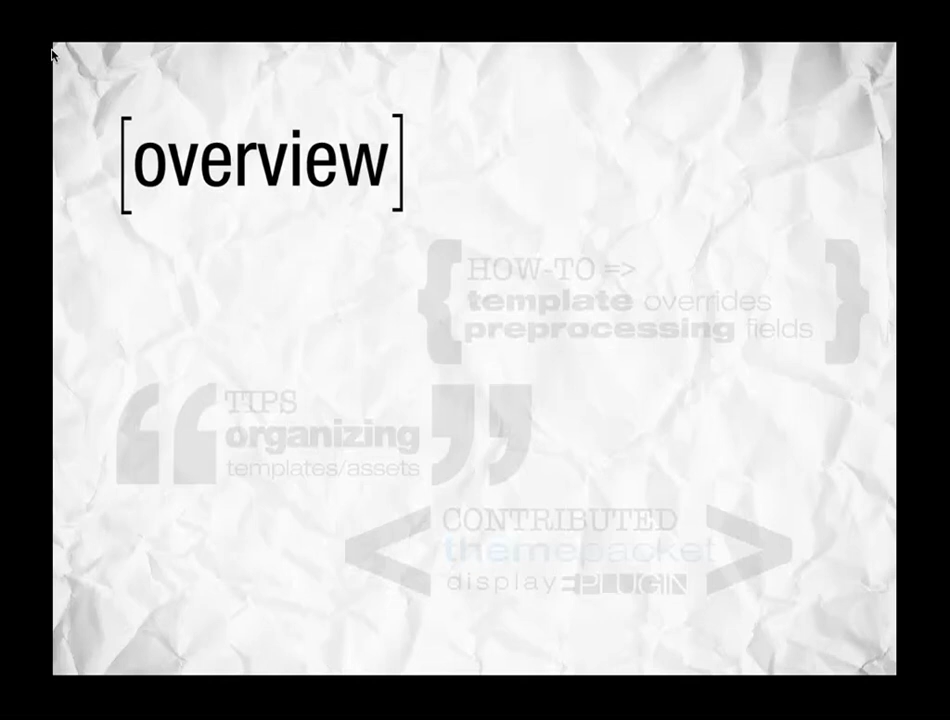 [overview]
{ HOW-TO =>
template overrides
preprocessing fields }
“ TIPS
organizing
templates/assets ”
< CONTRIBUTED
themepacket
display=PLUGIN >